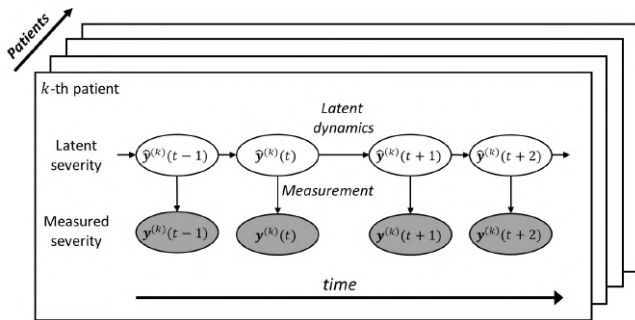 Patients
k-th patient
Latent dynamics
Latent severity
ŷ⁽ᵏ⁾(t − 1)
ŷ⁽ᵏ⁾(t)
ŷ⁽ᵏ⁾(t + 1)
ŷ⁽ᵏ⁾(t + 2)
Measurement
Measured severity
y⁽ᵏ⁾(t − 1)
y⁽ᵏ⁾(t)
y⁽ᵏ⁾(t + 1)
y⁽ᵏ⁾(t + 2)
time